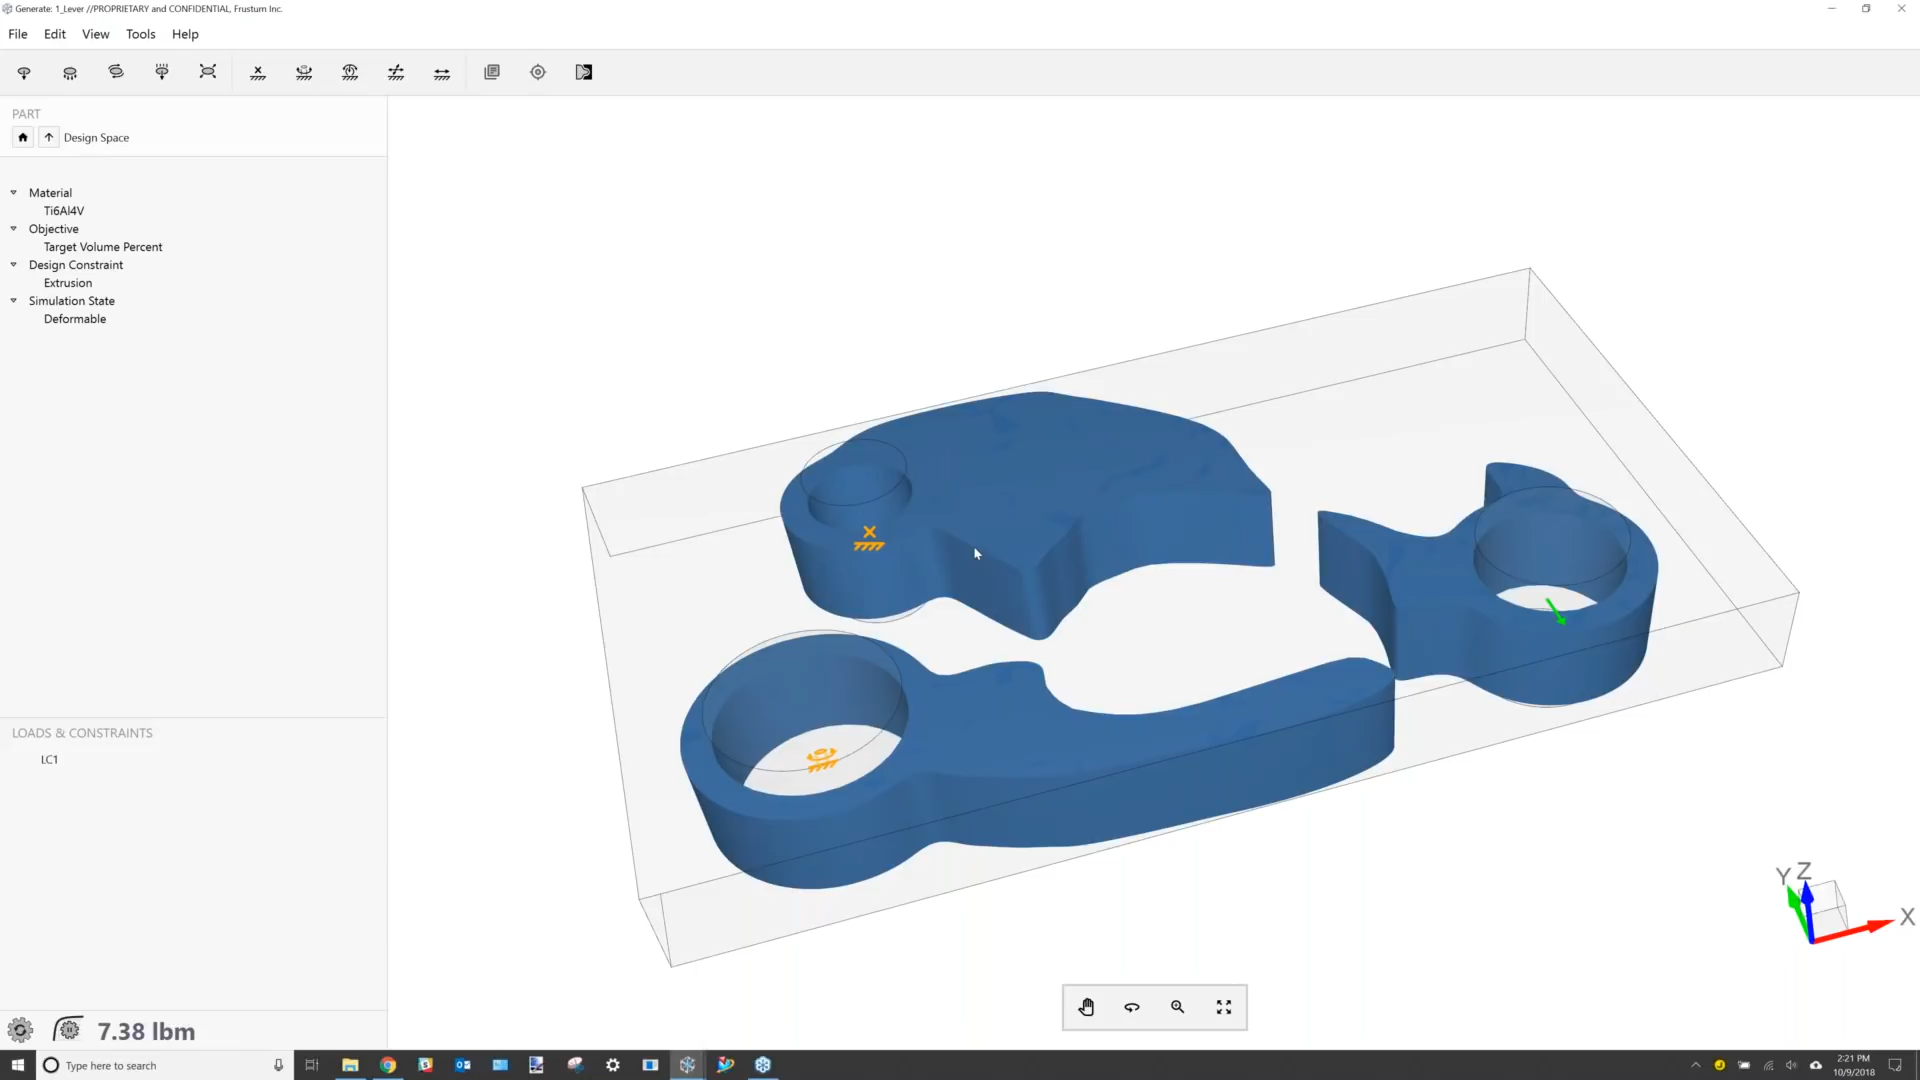 Generate: 1_Lever //PROPRIETARY and CONFIDENTIAL, Frustum Inc.
File Edit View Tools Help
PART
Design Space
Material
Ti6Al4V
Objective
Target Volume Percent
Design Constraint
Extrusion
Simulation State
Deformable
LOADS & CONSTRAINTS
LC1
Y Z
X
7.38 lbm
Type here to search
2:21 PM
10/9/2018